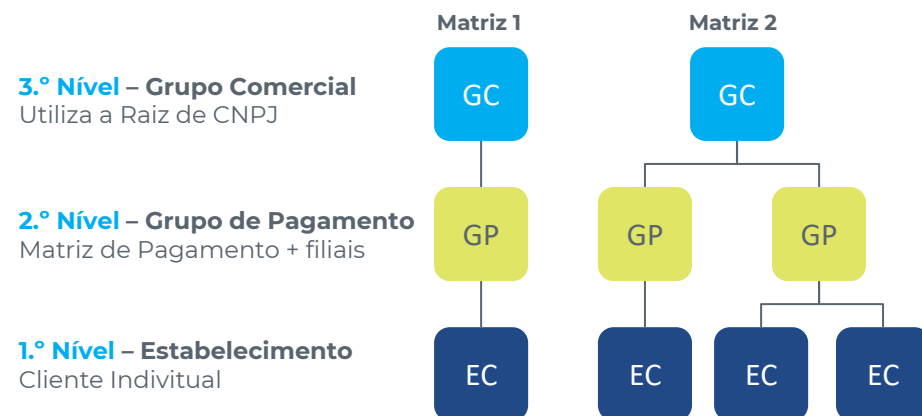 Matriz 1
Matriz 2
3.º Nível – Grupo Comercial
Utiliza a Raiz de CNPJ
GC
GC
2.º Nível – Grupo de Pagamento
Matriz de Pagamento + filiais
GP
GP
GP
1.º Nível – Estabelecimento
Cliente Indivitual
EC
EC
EC
EC